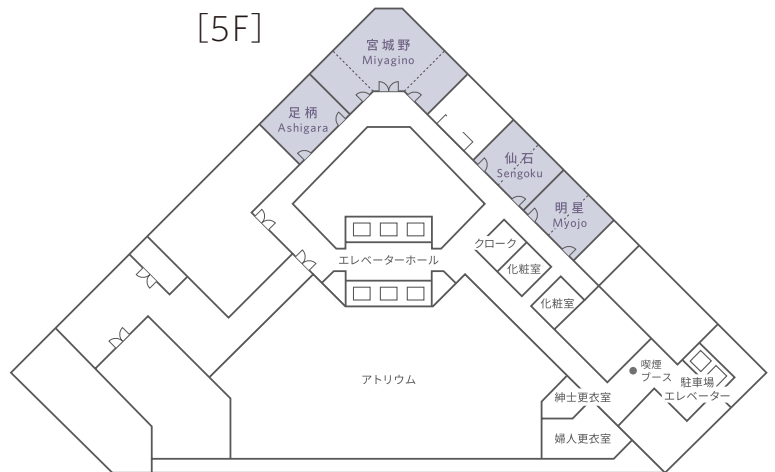 [5F]
宮城野
Miyagino
足柄
Ashigara
仙石
Sengoku
明星
Myojo
クローク
エレベーターホール
化粧室
化粧室
喫煙
ブース
アトリウム
駐車場
エレベーター
紳士更衣室
婦人更衣室